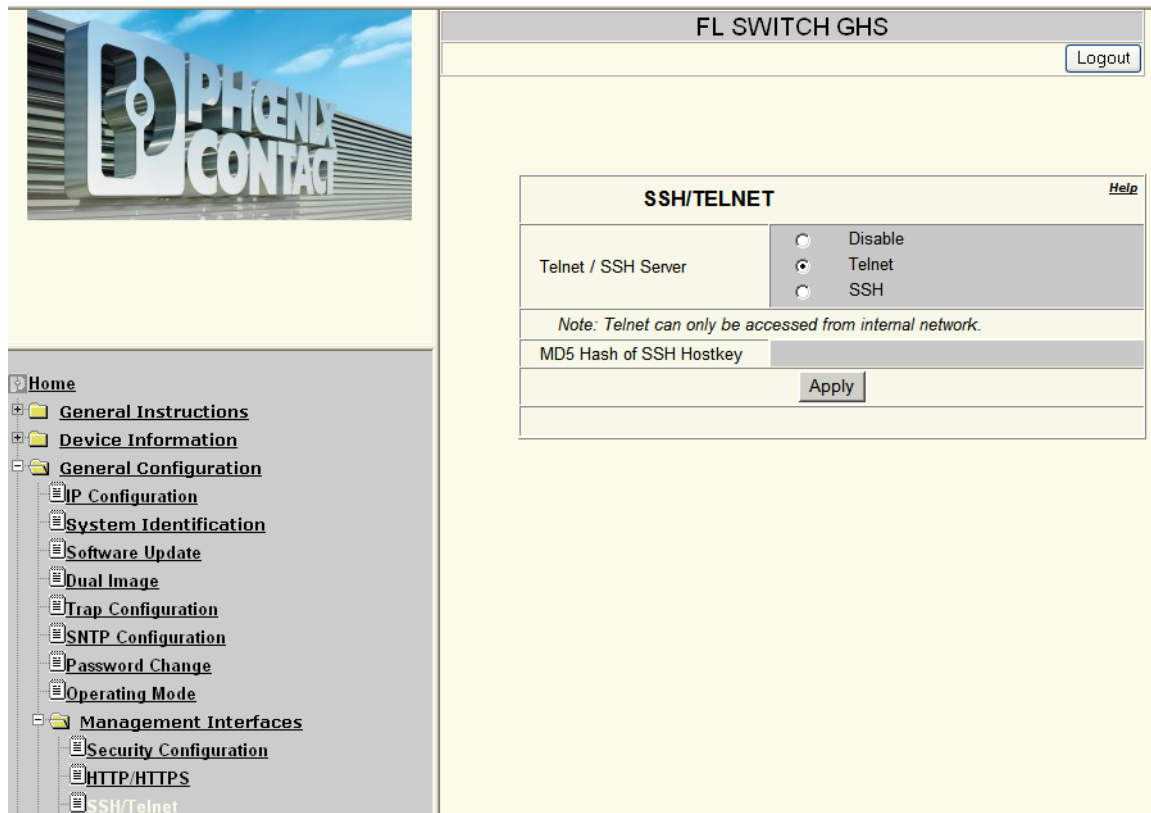 PHŒNIX
CONTACT
FL SWITCH GHS
Logout
SSH/TELNET
Help
Telnet / SSH Server
Disable
Telnet
SSH
Note: Telnet can only be accessed from internal network.
MD5 Hash of SSH Hostkey
Apply
Home
General Instructions
Device Information
General Configuration
IP Configuration
System Identification
Software Update
Dual Image
Trap Configuration
SNTP Configuration
Password Change
Operating Mode
Management Interfaces
Security Configuration
HTTP/HTTPS
SSH/Telnet